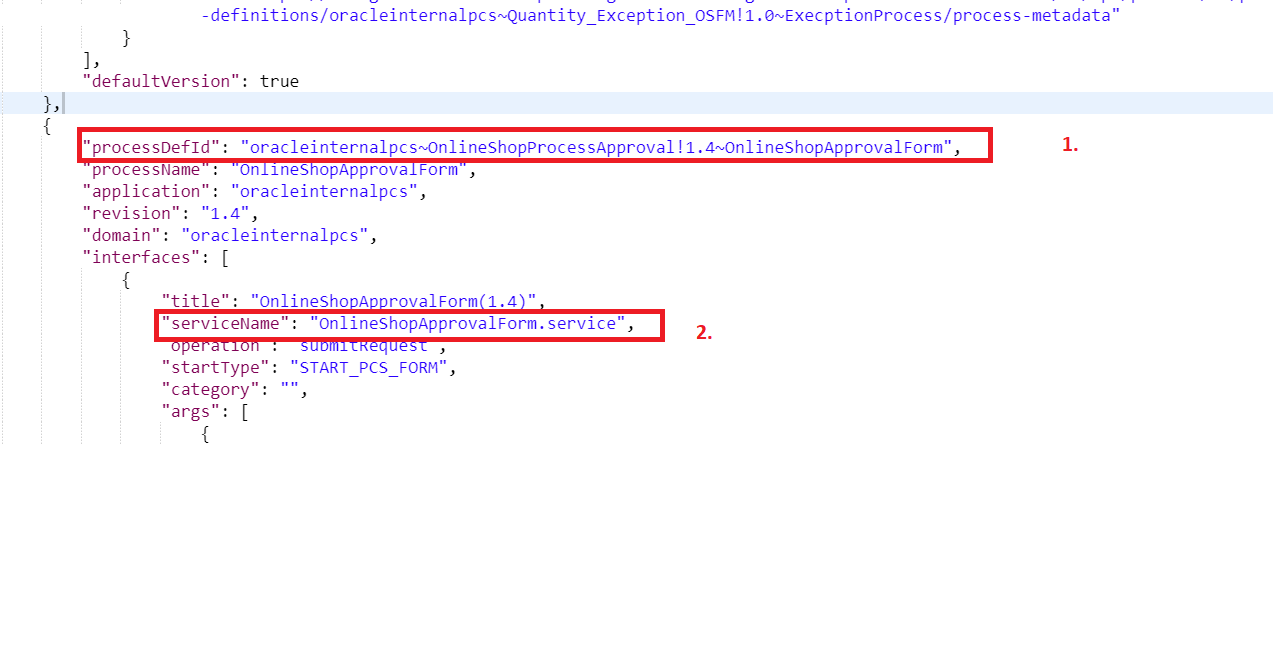 -definitions/oracleinternalpcs~Quantity_Exception_OSFM!1.0~ExecptionProcess/process-metadata"
}
],
"defaultVersion": true
},
{
"processDefId": "oracleinternalpcs~OnlineShopProcessApproval!1.4~OnlineShopApprovalForm", 1.
"processName": "OnlineShopApprovalForm",
"application": "oracleinternalpcs",
"revision": "1.4",
"domain": "oracleinternalpcs",
"interfaces": [
{
"title": "OnlineShopApprovalForm(1.4)",
"serviceName": "OnlineShopApprovalForm.service", 2.
"operation": "submitRequest",
"startType": "START_PCS_FORM",
"category": "",
"args": [
{